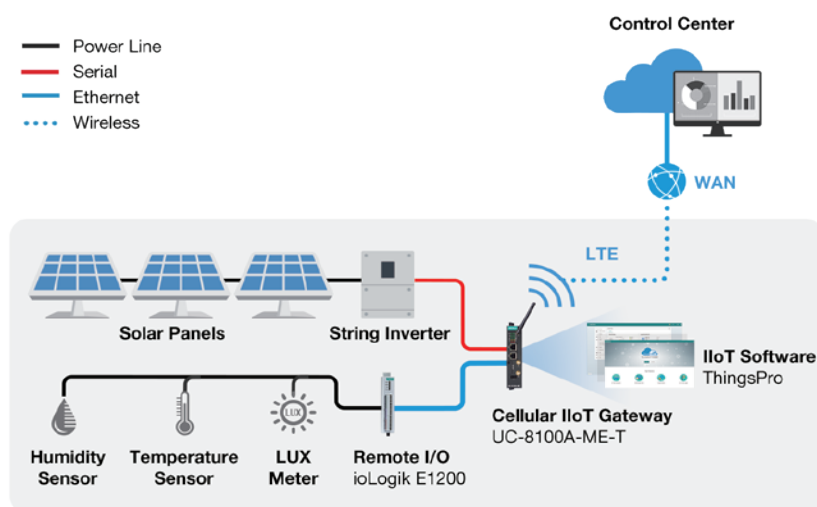 Control Center
Power Line
Serial
Ethernet
Wireless
WAN
LTE
Solar Panels
String Inverter
IIoT Software
ThingsPro
Cellular IIoT Gateway
UC-8100A-ME-T
LUX
Humidity
Sensor
Temperature
Sensor
LUX
Meter
Remote I/O
ioLogik E1200